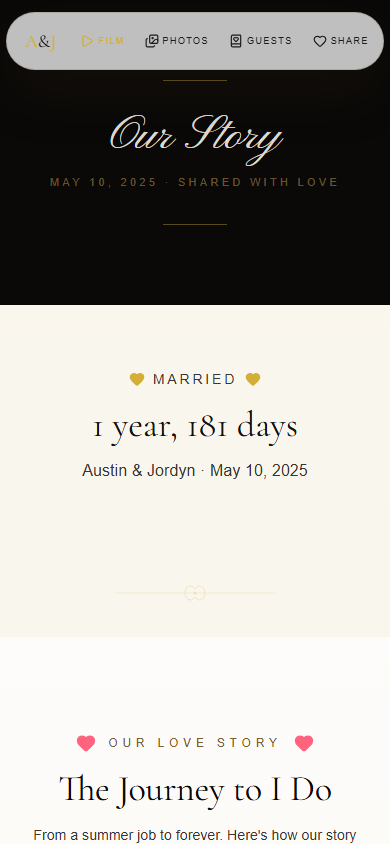 A&J FILM PHOTOS GUESTS SHARE
Our Story
MAY 10, 2025 · SHARED WITH LOVE
MARRIED
1 year, 181 days
Austin & Jordyn · May 10, 2025
OUR LOVE STORY
The Journey to I Do
From a summer job to forever. Here's how our story